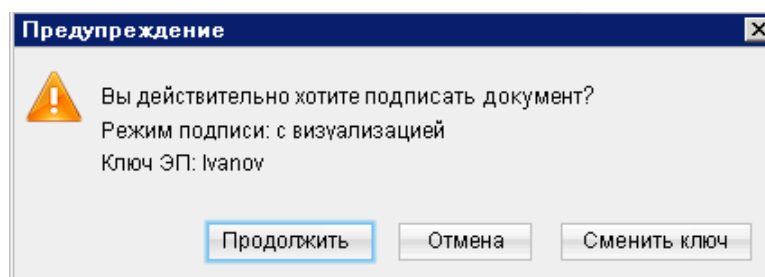 Предупреждение
Вы действительно хотите подписать документ?
Режим подписи: с визуализацией
Ключ ЭП: Ivanov
Продолжить Отмена Сменить ключ